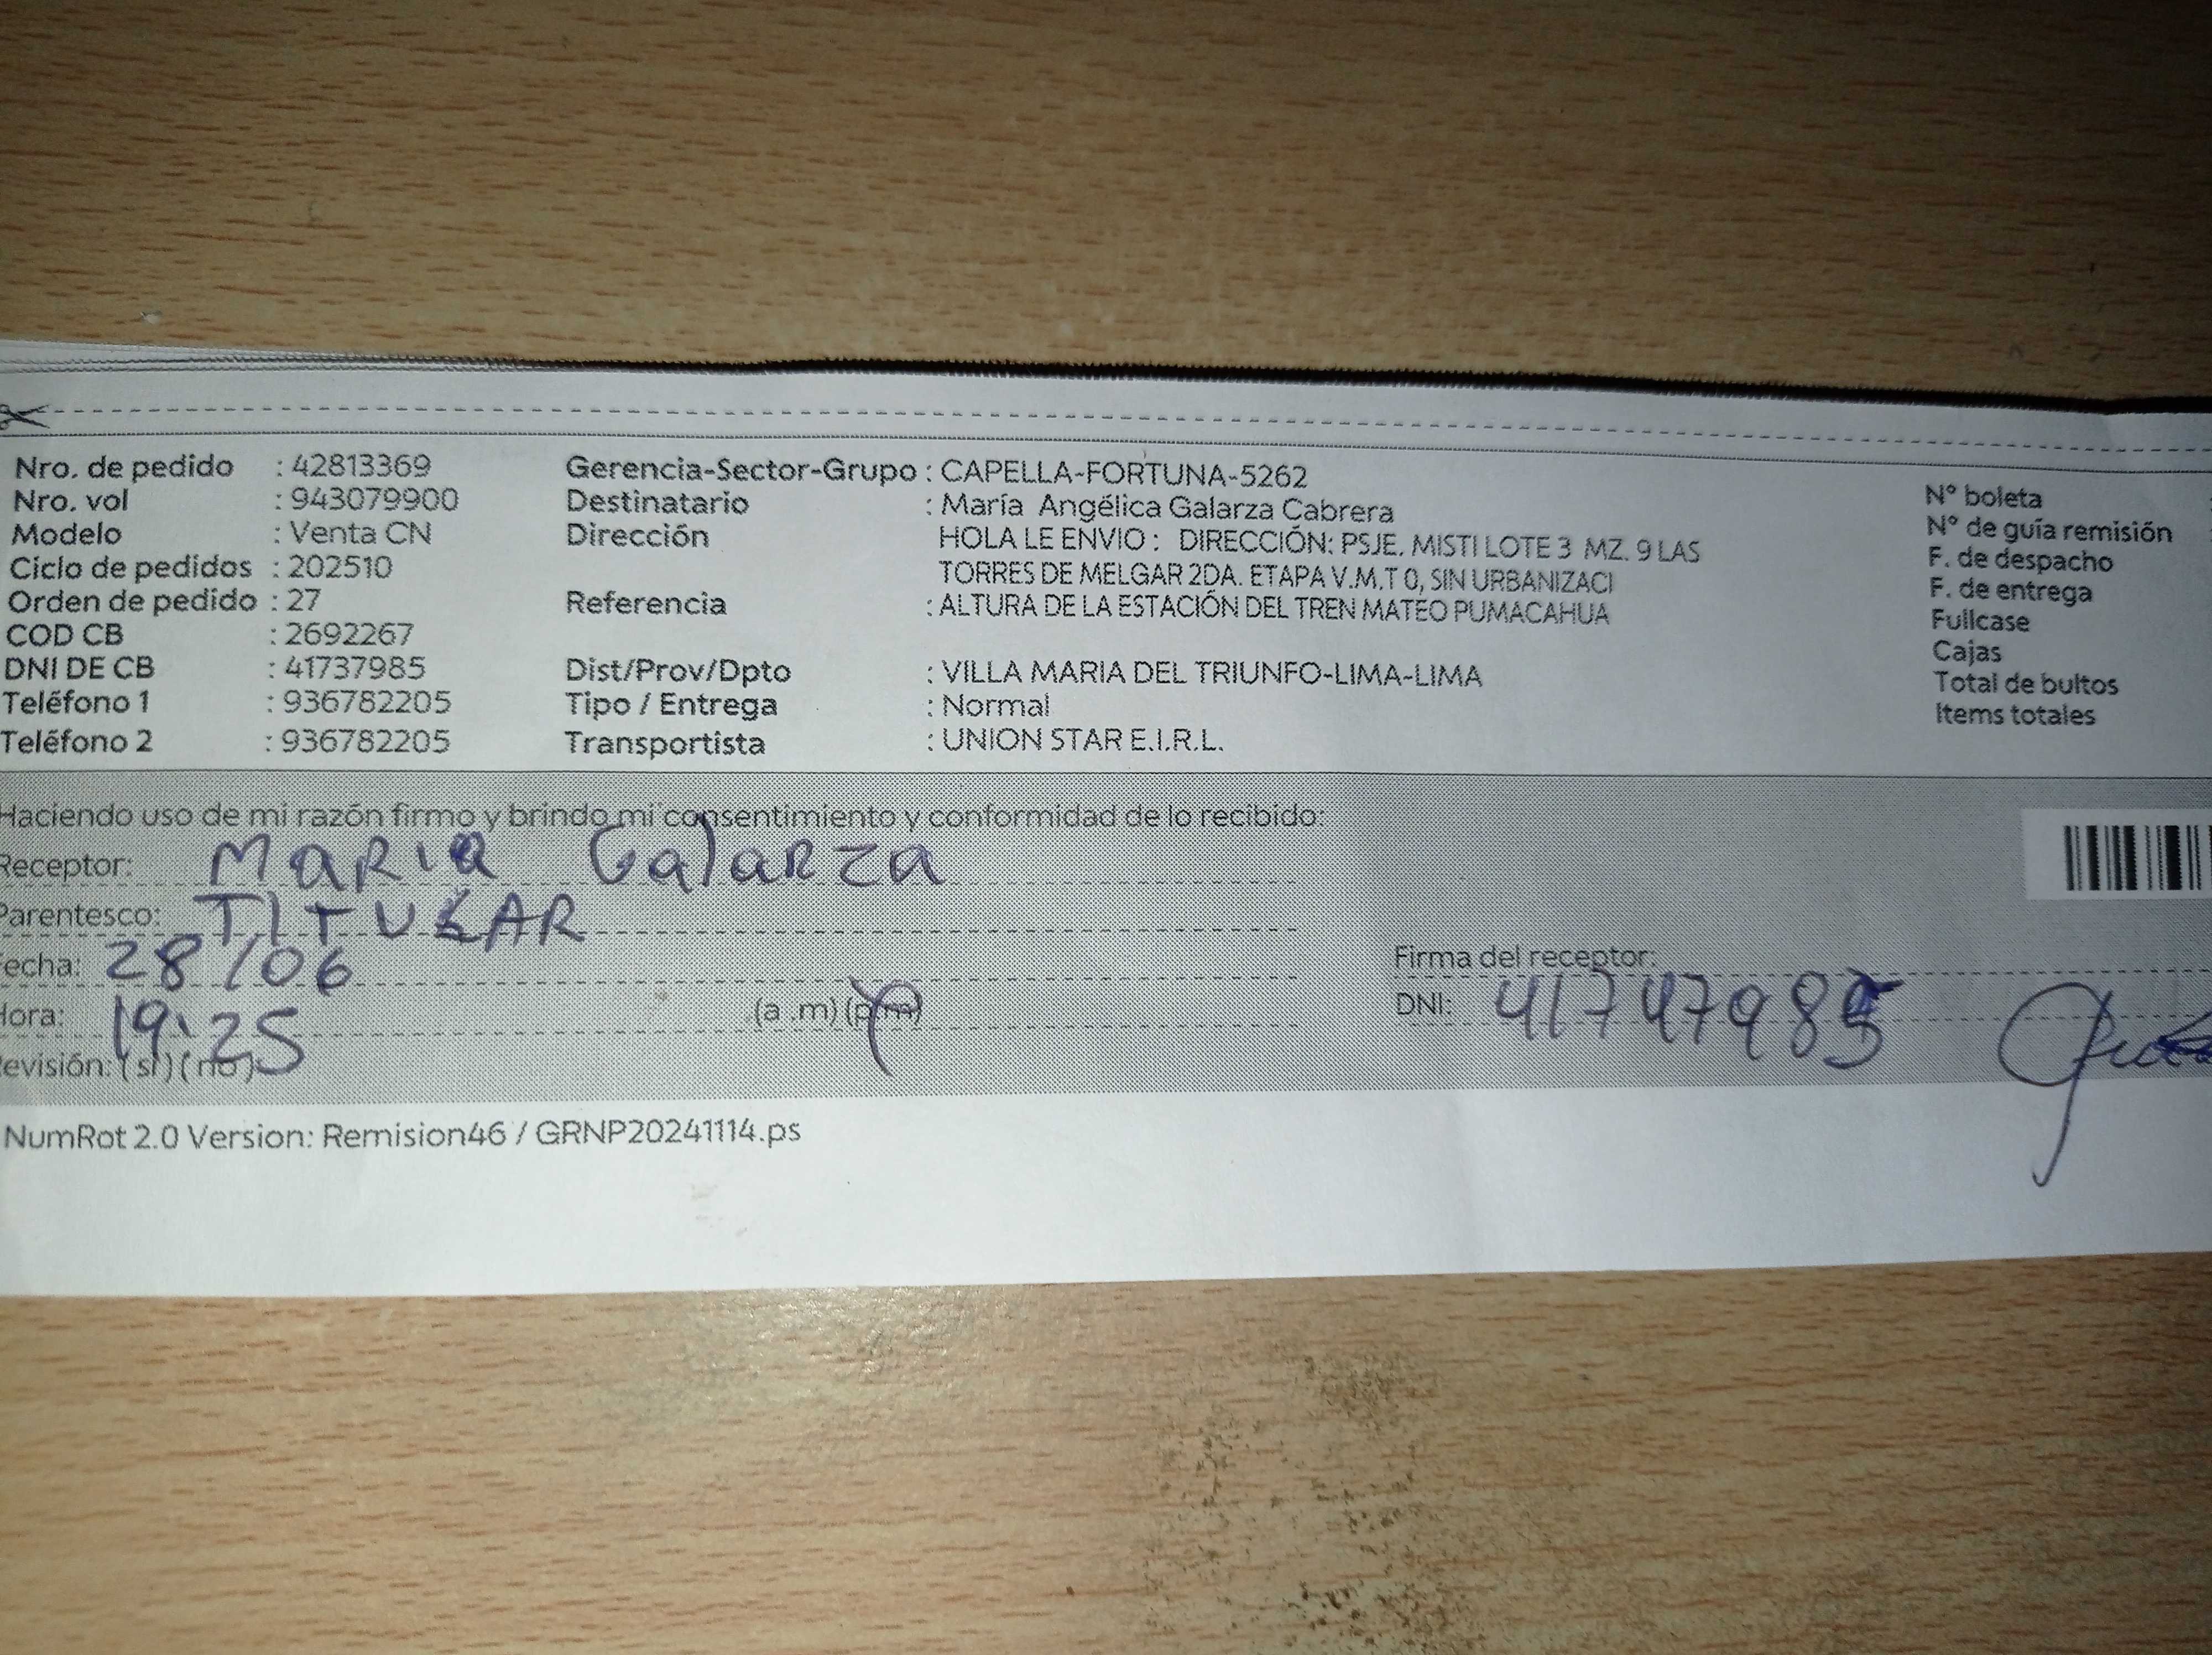 Nro. de pedido : 42813369 Gerencia-Sector-Grupo : CAPELLA-FORTUNA-5262 N° boleta
Nro. vol : 943079900 Destinatario : María Angélica Galarza Cabrera N° de guía remisión
Modelo : Venta CN Dirección HOLA LE ENVIO : DIRECCIÓN: PSJE. MISTI LOTE 3 MZ. 9 LAS F. de despacho
Ciclo de pedidos : 202510 TORRES DE MELGAR 2DA. ETAPA V.M.T 0, SIN URBANIZACI F. de entrega
Orden de pedido : 27 Referencia : ALTURA DE LA ESTACIÓN DEL TREN MATEO PUMACAHUA Fullcase
COD CB : 2692267 Cajas
DNI DE CB : 41737985 Dist/Prov/Dpto : VILLA MARIA DEL TRIUNFO-LIMA-LIMA Total de bultos
Teléfono 1 : 936782205 Tipo / Entrega : Normal Items totales
Teléfono 2 : 936782205 Transportista : UNION STAR E.I.R.L.
Haciendo uso de mi razón firmo y brindo mi consentimiento y conformidad de lo recibido:
Receptor: MaRia GalaRza
Parentesco: TITULAR
Fecha: 28/06 Firma del receptor:
Hora: 19:25 (a .m) (p.m) DNI: 41747985
Revisión: ( si ) ( no )
NumRot 2.0 Version: Remision46 / GRNP20241114.ps